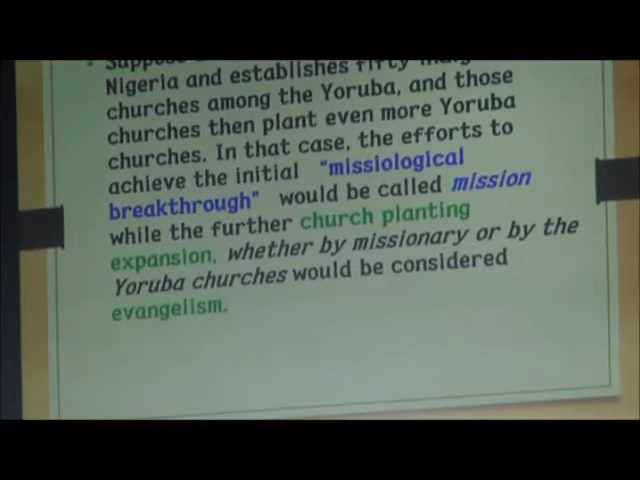 • Suppose
Nigeria and establishes fifty
churches among the Yoruba, and those
churches then plant even more Yoruba
churches. In that case, the efforts to
achieve the initial "missiological
breakthrough" would be called mission
while the further church planting
expansion, whether by missionary or by the
Yoruba churches would be considered
evangelism.